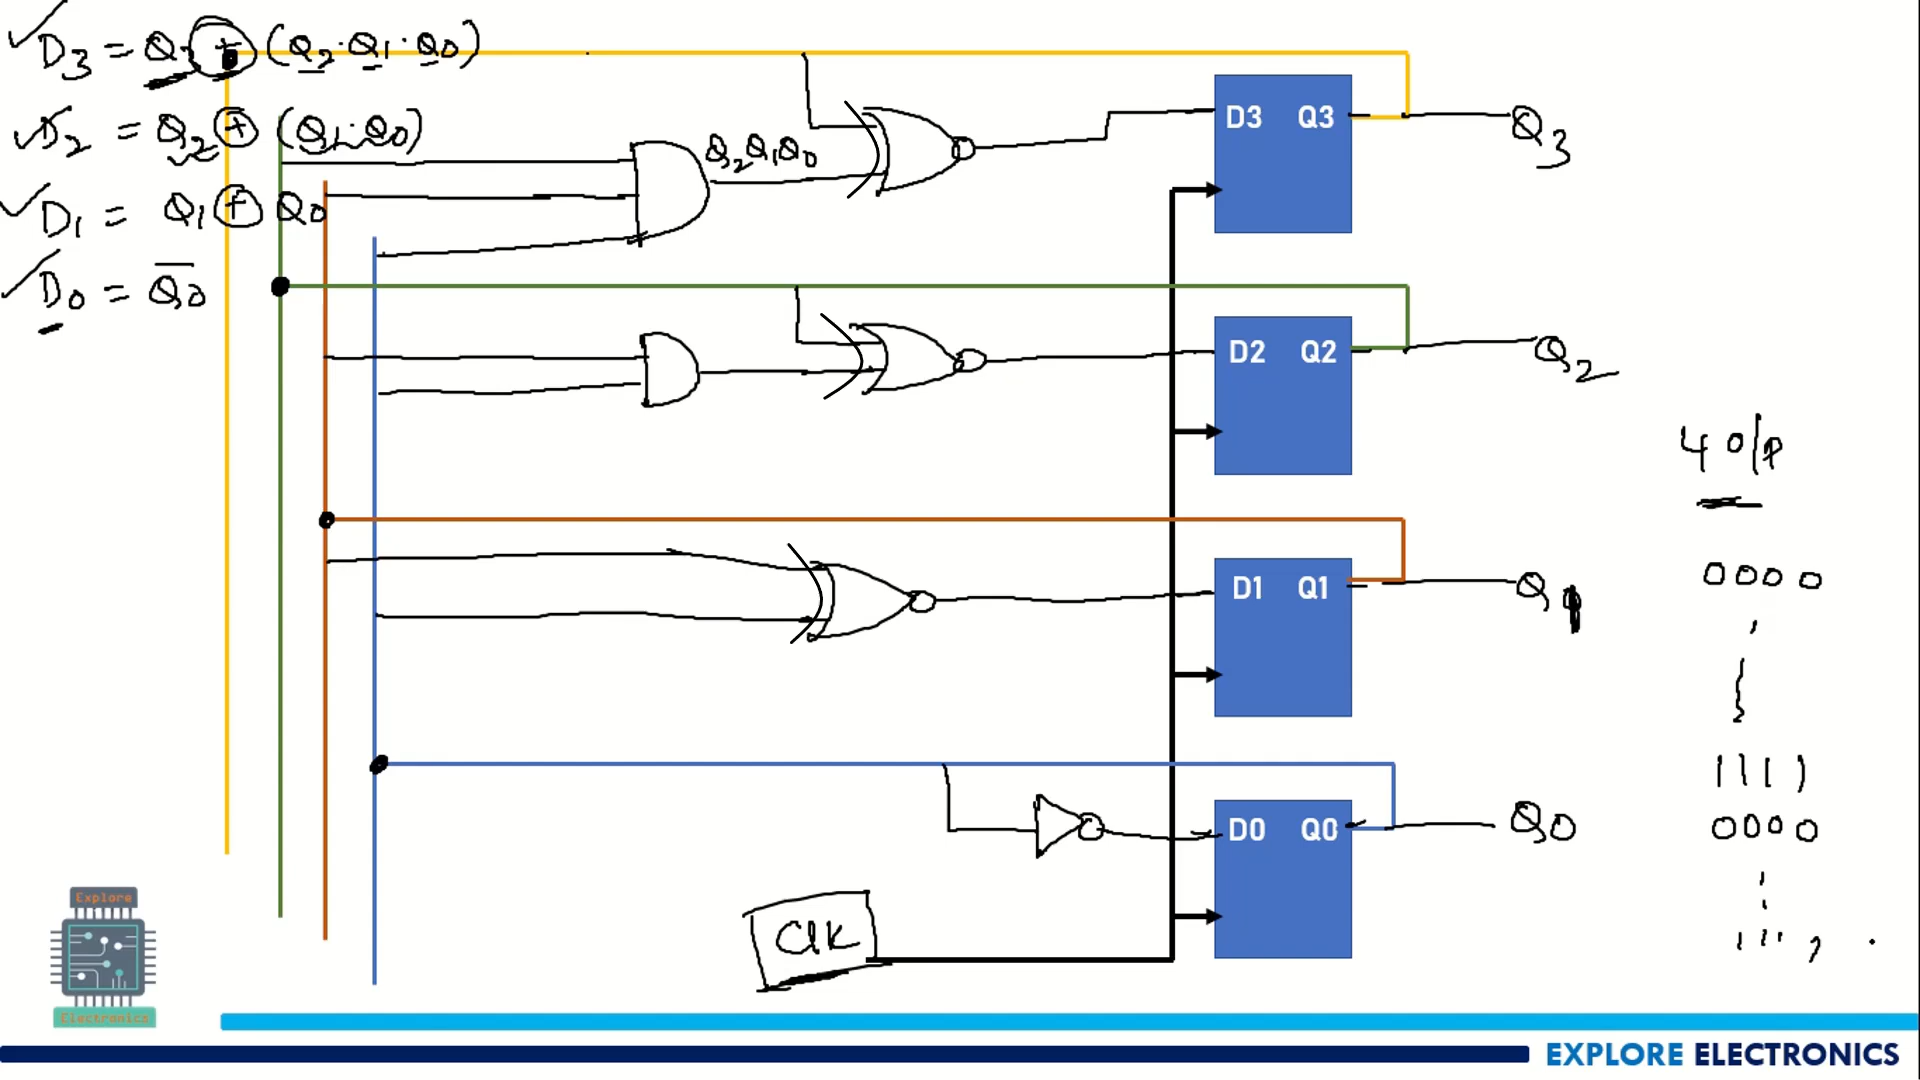 D3 = Q3 ⊕ (Q2·Q1·Q0)
D2 = Q2 ⊕ (Q1·Q0)
D1 = Q1 ⊕ Q0
D0 = Q̅0̅
Q2Q1Q0
D3 Q3
Q3
D2 Q2
Q2
D1 Q1
Q1
D0 Q0
Q0
Clk
4 o/p
0000
1111
0000
1111
Explore
Electronics
EXPLORE ELECTRONICS